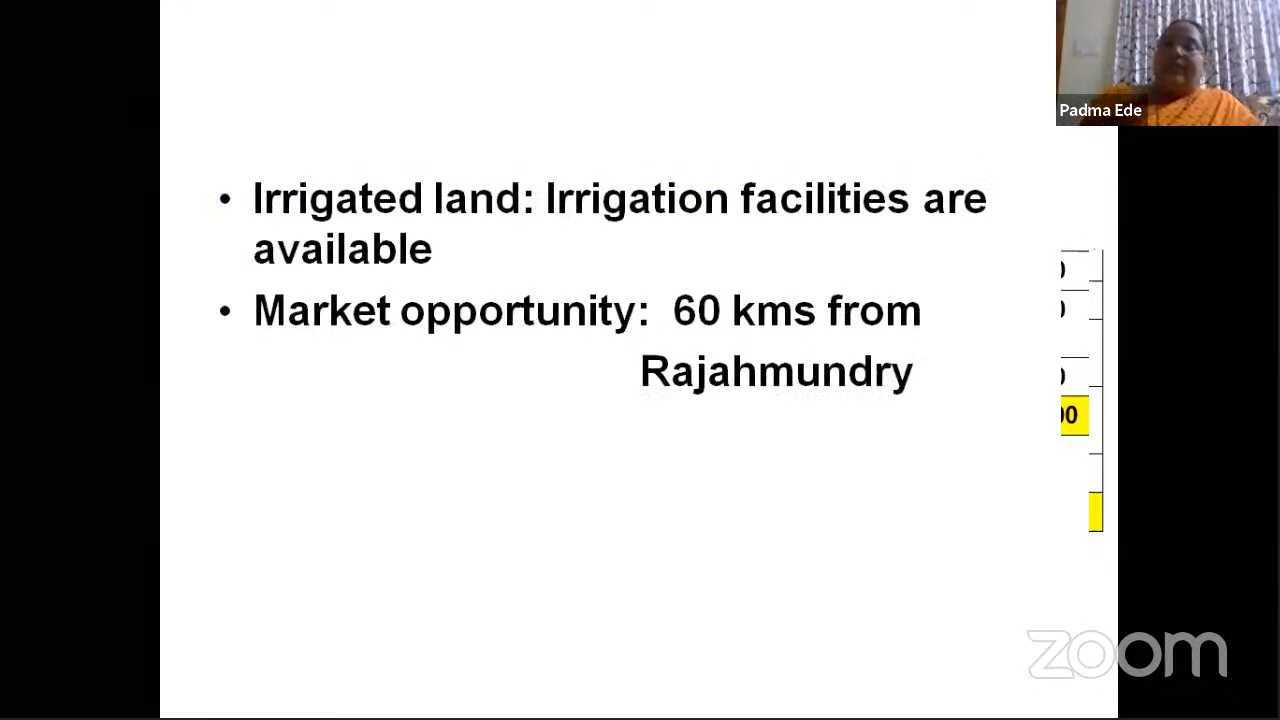 Padma Ede
• Irrigated land: Irrigation facilities are
available
• Market opportunity: 60 kms from
Rajahmundry
zoom